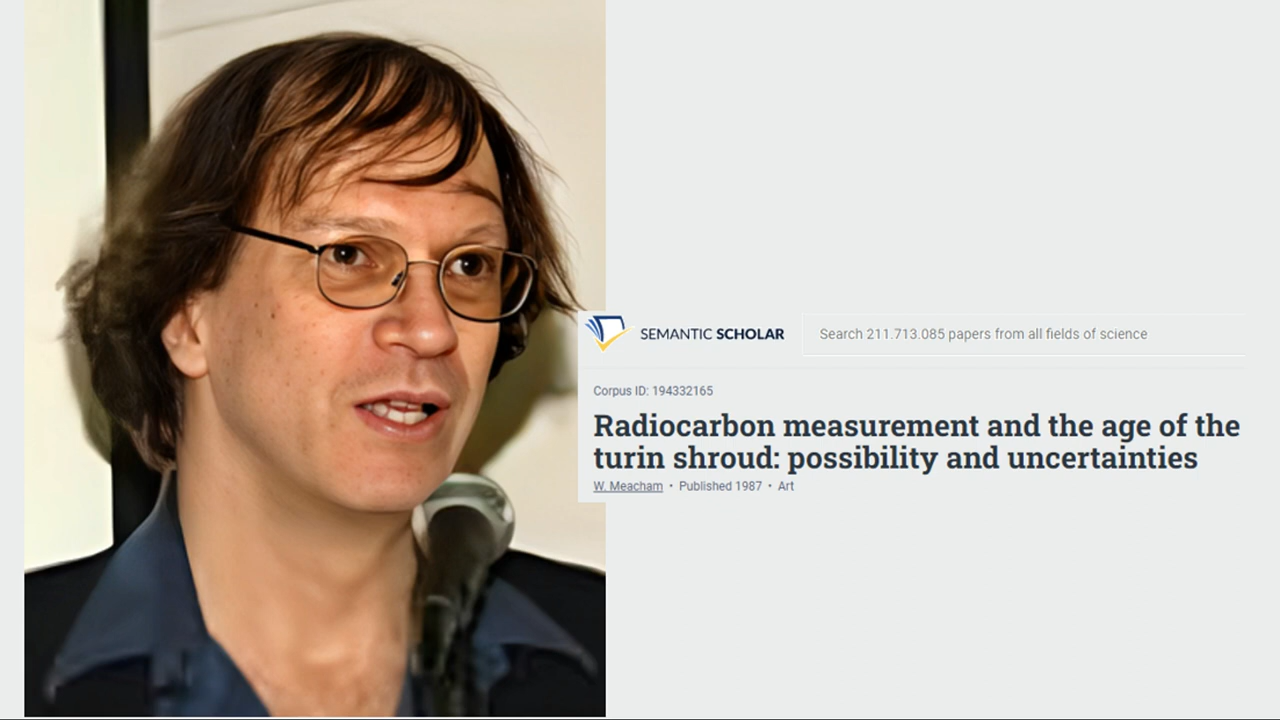 SEMANTIC SCHOLAR
Search 211.713.085 papers from all fields of science
Corpus ID: 194332165
Radiocarbon measurement and the age of the
turin shroud: possibility and uncertainties
W. Meacham • Published 1987 • Art